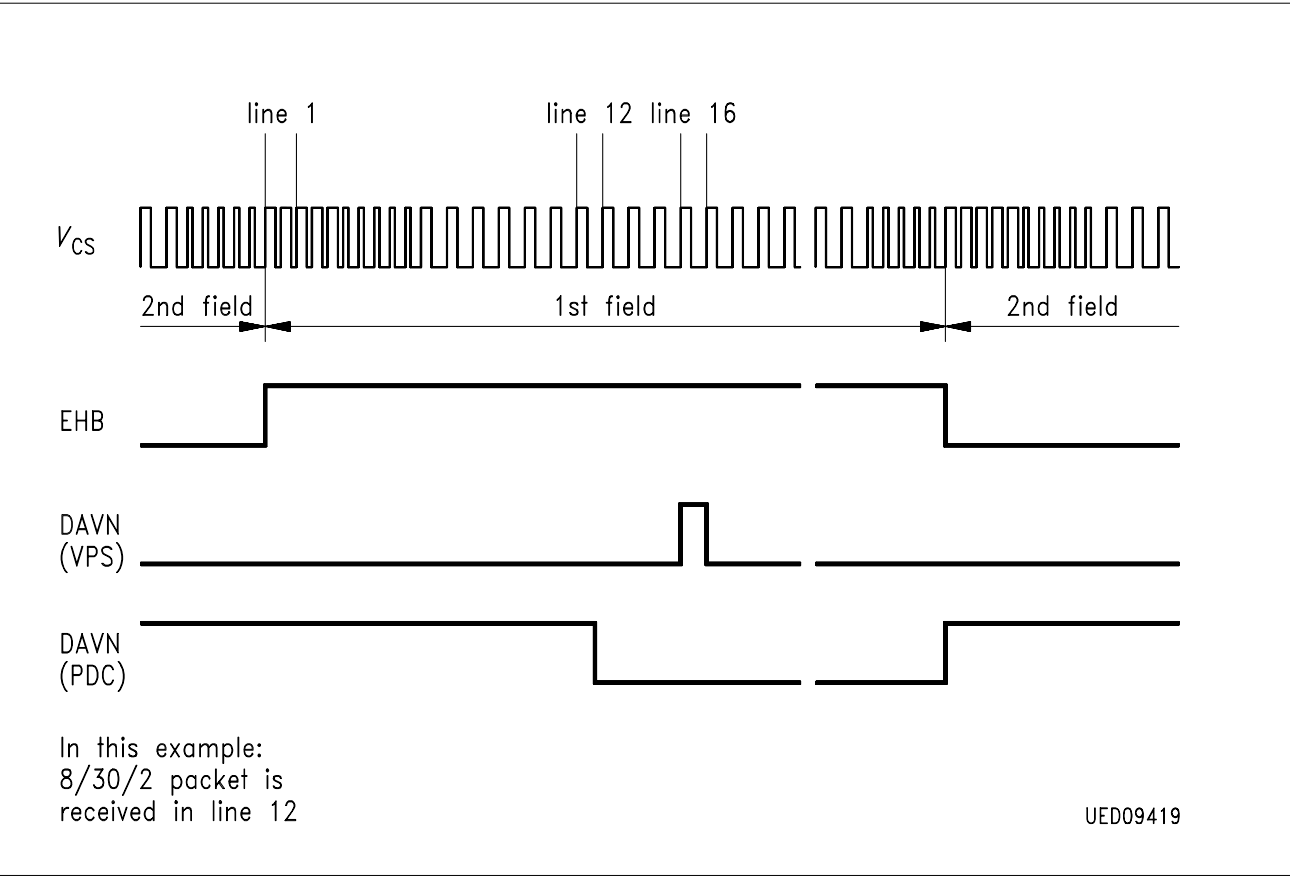 line 1
line 12 line 16
VCS
2nd field
1st field
2nd field
EHB
DAVN
(VPS)
DAVN
(PDC)
In this example:
8/30/2 packet is
received in line 12
UED09419